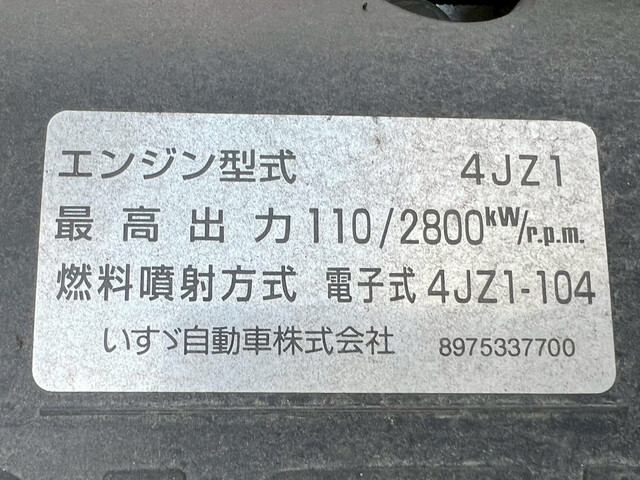 エンジン型式 4JZ1
最高出力 110/2800kW/r.p.m.
燃料噴射方式 電子式 4JZ1-104
いすゞ自動車株式会社 8975337700